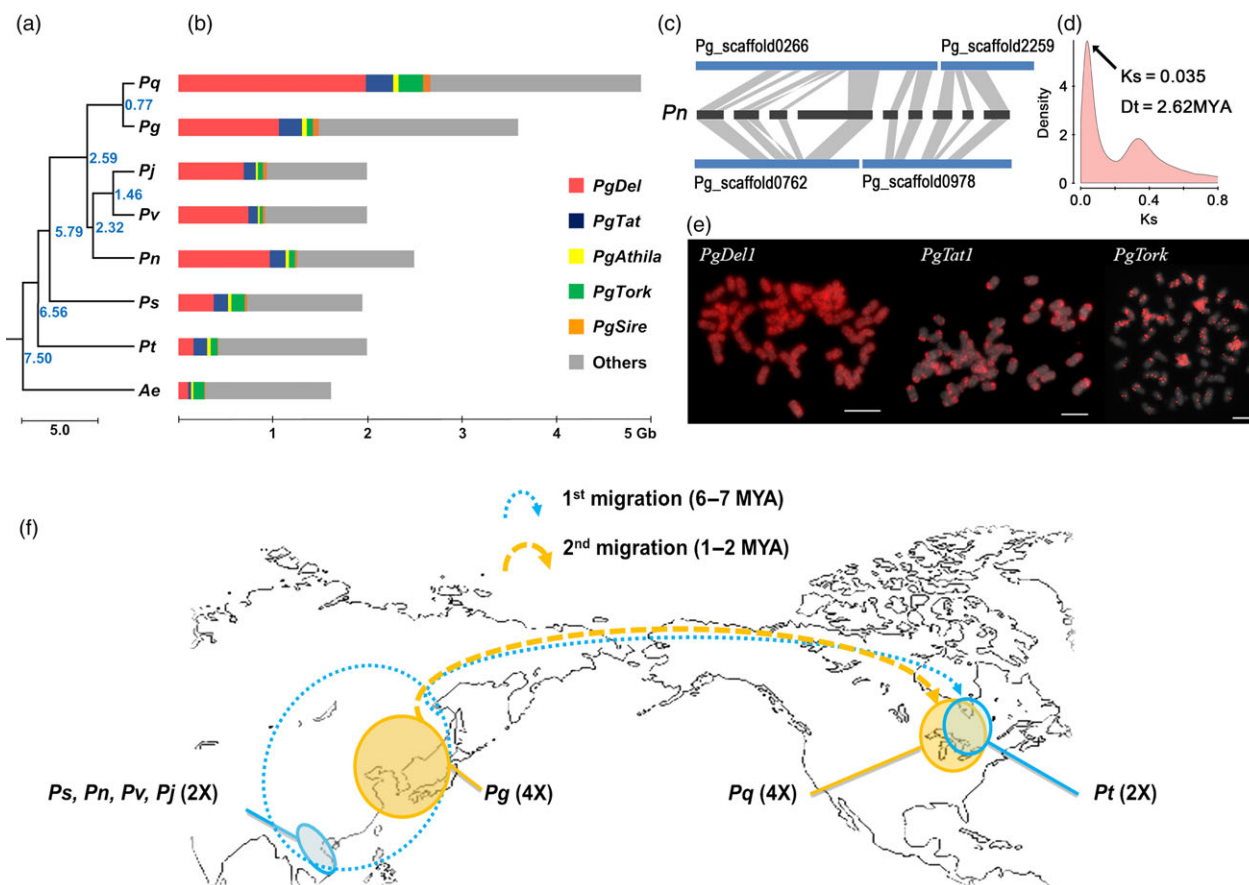 (a)
Pq
0.77
Pg
2.59
Pj
1.46
Pv
5.79
2.32
Pn
Ps
6.56
Pt
7.50
Ae
5.0
(b)
PgDel
PgTat
PgAthila
PgTork
PgSire
Others
1 2 3 4 5 Gb
(c)
Pg_scaffold0266 Pg_scaffold2259
Pn
Pg_scaffold0762 Pg_scaffold0978
(d)
Ks = 0.035
Dt = 2.62MYA
Density
4
2
0
0 0.4 0.8
Ks
(e)
PgDel1 PgTat1 PgTork
(f)
1st migration (6–7 MYA)
2nd migration (1–2 MYA)
Ps, Pn, Pv, Pj (2X)
Pg (4X)
Pq (4X)
Pt (2X)